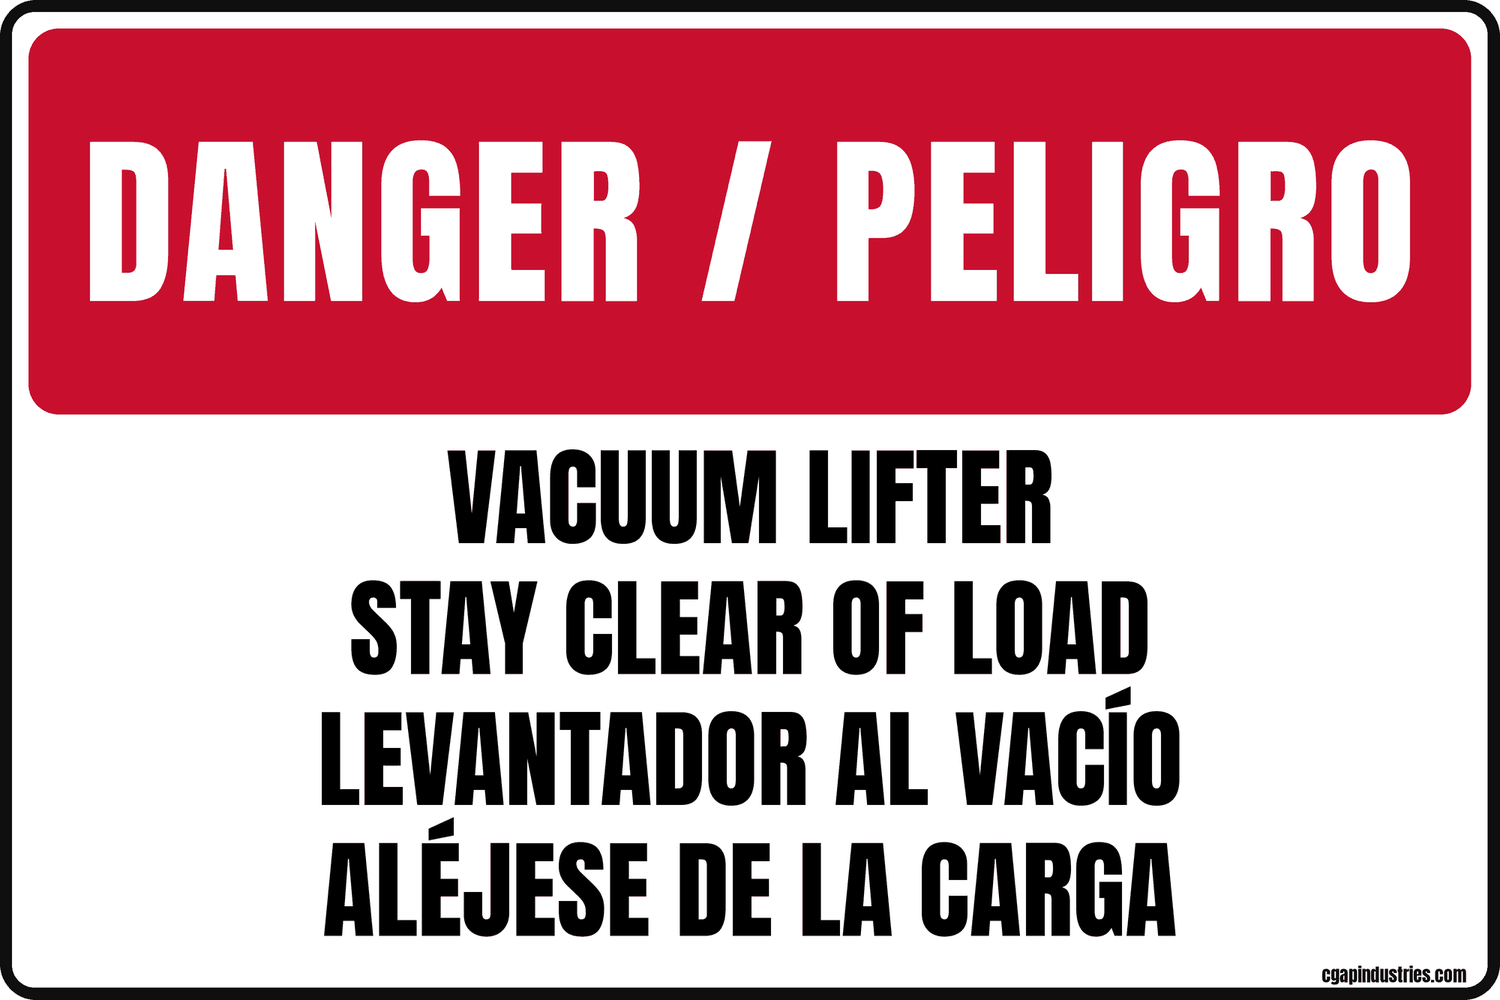 DANGER / PELIGRO
VACUUM LIFTER
STAY CLEAR OF LOAD
LEVANTADOR AL VACÍO
ALÉJESE DE LA CARGA
cgapindustries.com